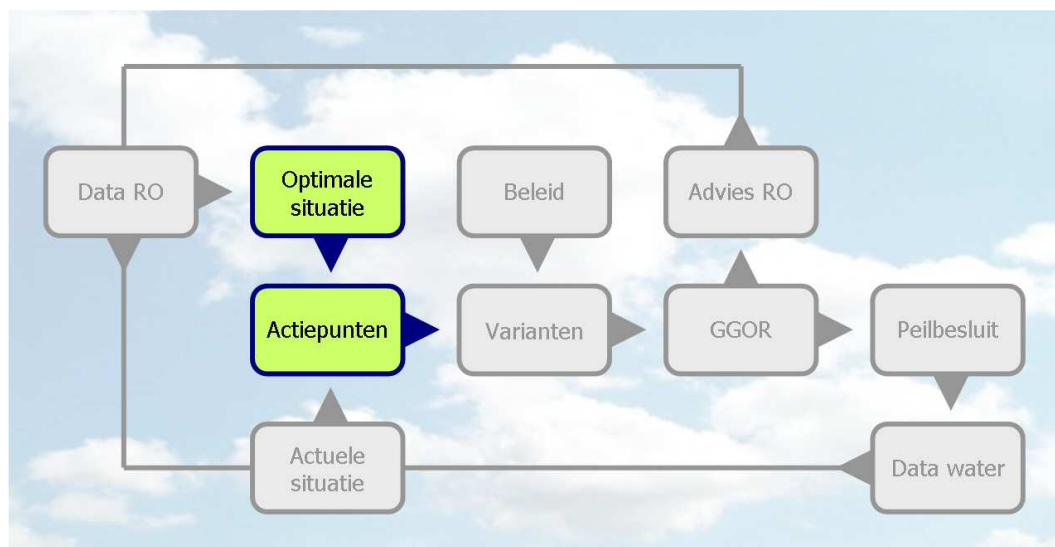 Data RO
Optimale
situatie
Beleid
Advies RO
Actiepunten
Varianten
GGOR
Peilbesluit
Actuele
situatie
Data water